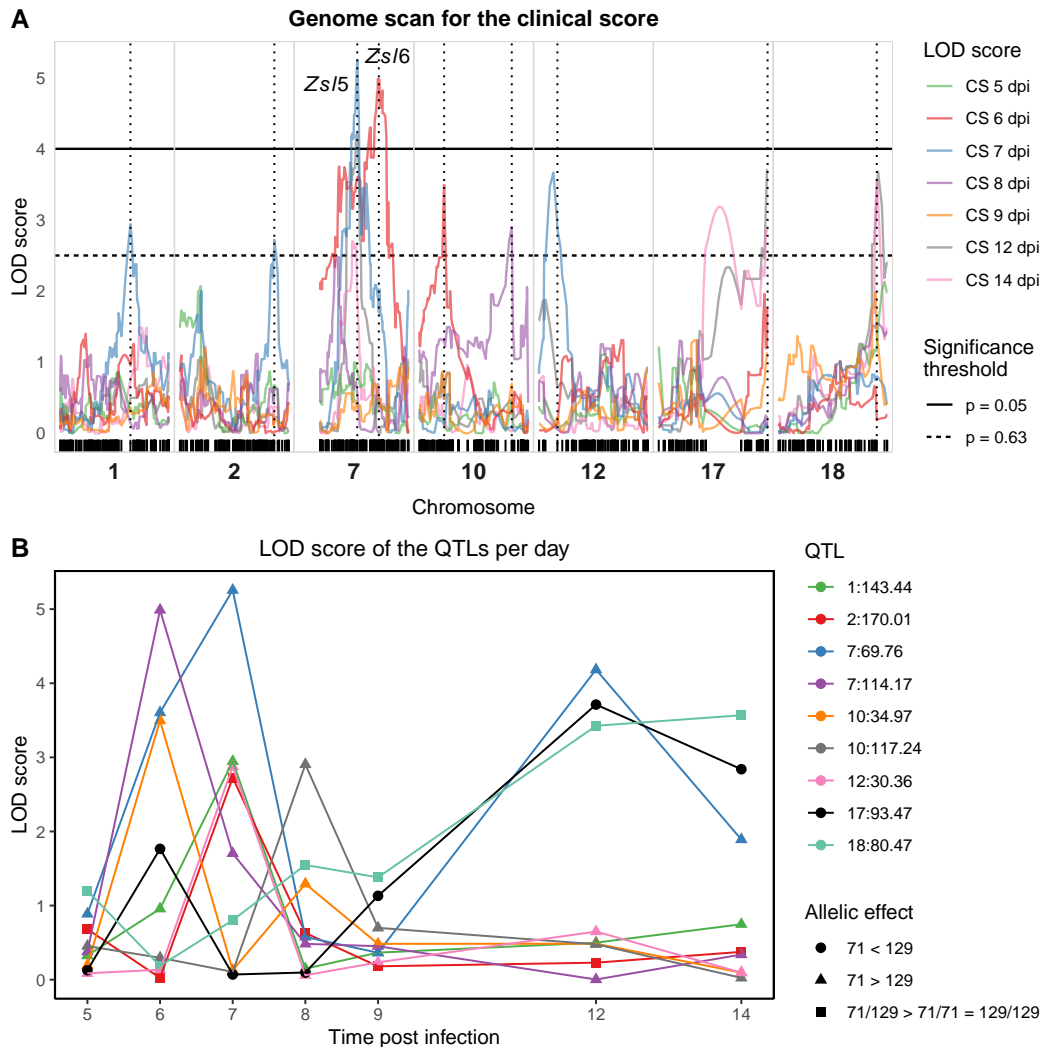 A
Genome scan for the clinical score
Zsl5
Zsl6
LOD score
5
4
3
2
1
0
1
2
7
10
12
17
18
Chromosome
LOD score
CS 5 dpi
CS 6 dpi
CS 7 dpi
CS 8 dpi
CS 9 dpi
CS 12 dpi
CS 14 dpi
Significance
threshold
p = 0.05
p = 0.63
B
LOD score of the QTLs per day
LOD score
5
4
3
2
1
0
5
6
7
8
9
12
14
Time post infection
QTL
1:143.44
2:170.01
7:69.76
7:114.17
10:34.97
10:117.24
12:30.36
17:93.47
18:80.47
Allelic effect
71 < 129
71 > 129
71/129 > 71/71 = 129/129